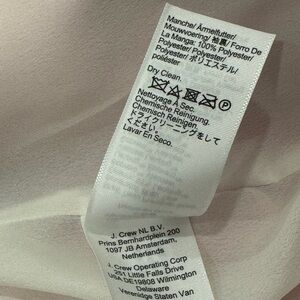 Manche/ Ärmelfutter/
Mouwvoering/ 袖裏/ Forro De
La Manga: 100% Polyester/
Polyester/ Polyester/
Polyester/ ポリエステル/
poliéster
Dry Clean.
Nettoyage À Sec.
Chemische Reinigung.
Chemisch Reinigen.
ドライクリーニングをして
ください。
Lavar En Seco.
J. Crew NL B.V.
Prins Bernhardplein 200
1097 JB Amsterdam,
Netherlands
J. Crew Operating Corp
251 Little Falls Drive
USA DE19808 Wilmington
Delaware
Verenigde Staten Van